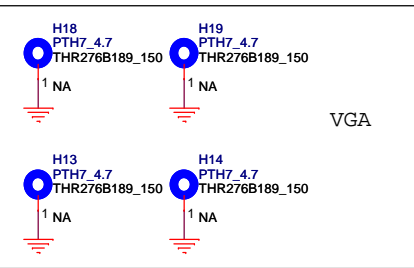 H18
PTH7_4.7
THR276B189_150
1 NA
H19
PTH7_4.7
THR276B189_150
1 NA
VGA
H13
PTH7_4.7
THR276B189_150
1 NA
H14
PTH7_4.7
THR276B189_150
1 NA